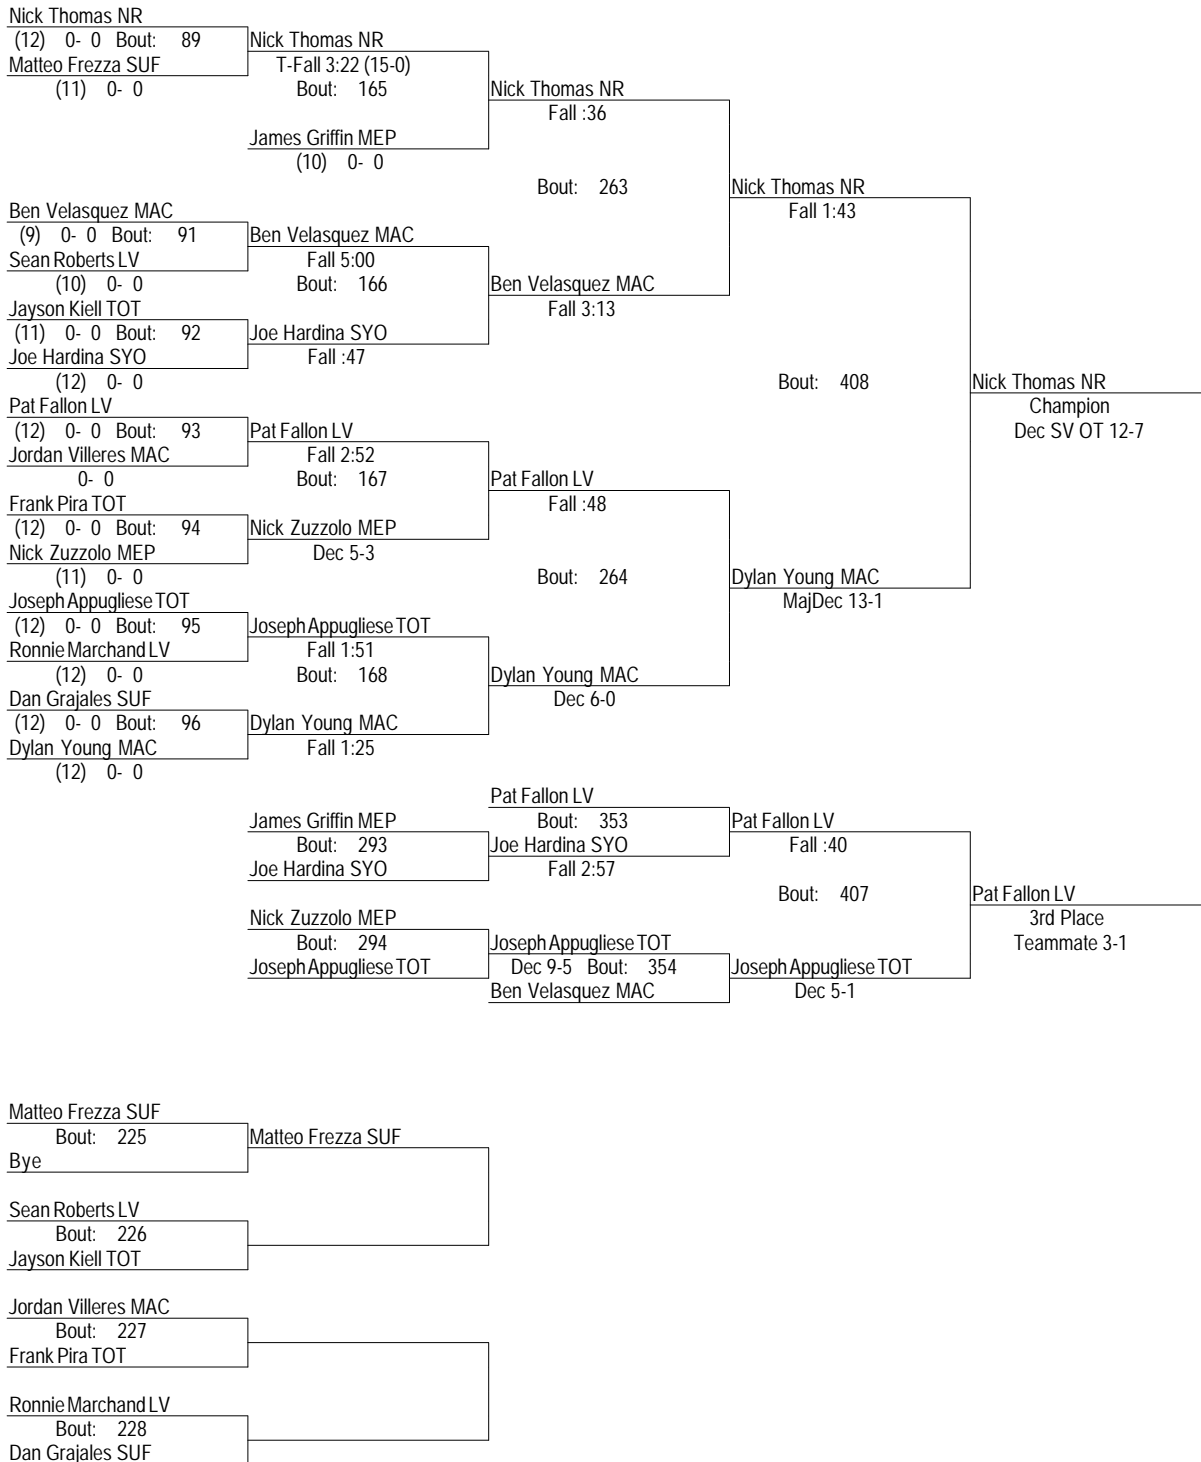 Nick Thomas NR
(12) 0- 0 Bout: 89
Matteo Frezza SUF
(11) 0- 0
Nick Thomas NR
T-Fall 3:22 (15-0)
Bout: 165
James Griffin MEP
(10) 0- 0
Nick Thomas NR
Fall :36
Bout: 263
Ben Velasquez MAC
(9) 0- 0 Bout: 91
Sean Roberts LV
(10) 0- 0
Jayson Kiell TOT
(11) 0- 0 Bout: 92
Joe Hardina SYO
(12) 0- 0
Ben Velasquez MAC
Fall 5:00
Bout: 166
Joe Hardina SYO
Fall :47
Ben Velasquez MAC
Fall 3:13
Nick Thomas NR
Fall 1:43
Bout: 408
Pat Fallon LV
(12) 0- 0 Bout: 93
Jordan Villeres MAC
0- 0
Frank Pira TOT
(12) 0- 0 Bout: 94
Nick Zuzzolo MEP
(11) 0- 0
Pat Fallon LV
Fall 2:52
Bout: 167
Nick Zuzzolo MEP
Dec 5-3
Pat Fallon LV
Fall :48
Bout: 264
Joseph Appugliese TOT
(12) 0- 0 Bout: 95
Ronnie Marchand LV
(12) 0- 0
Dan Grajales SUF
(12) 0- 0 Bout: 96
Dylan Young MAC
(12) 0- 0
Joseph Appugliese TOT
Fall 1:51
Bout: 168
Dylan Young MAC
Fall 1:25
Dylan Young MAC
Dec 6-0
Dylan Young MAC
MajDec 13-1
Nick Thomas NR
Champion
Dec SV OT 12-7
James Griffin MEP
Bout: 293
Joe Hardina SYO
Pat Fallon LV
Bout: 353
Joe Hardina SYO
Fall 2:57
Pat Fallon LV
Fall :40
Bout: 407
Nick Zuzzolo MEP
Bout: 294
Joseph Appugliese TOT
Joseph Appugliese TOT
Dec 9-5 Bout: 354
Ben Velasquez MAC
Joseph Appugliese TOT
Dec 5-1
Pat Fallon LV
3rd Place
Teammate 3-1
Matteo Frezza SUF
Bout: 225
Bye
Matteo Frezza SUF
Sean Roberts LV
Bout: 226
Jayson Kiell TOT
Jordan Villeres MAC
Bout: 227
Frank Pira TOT
Ronnie Marchand LV
Bout: 228
Dan Grajales SUF